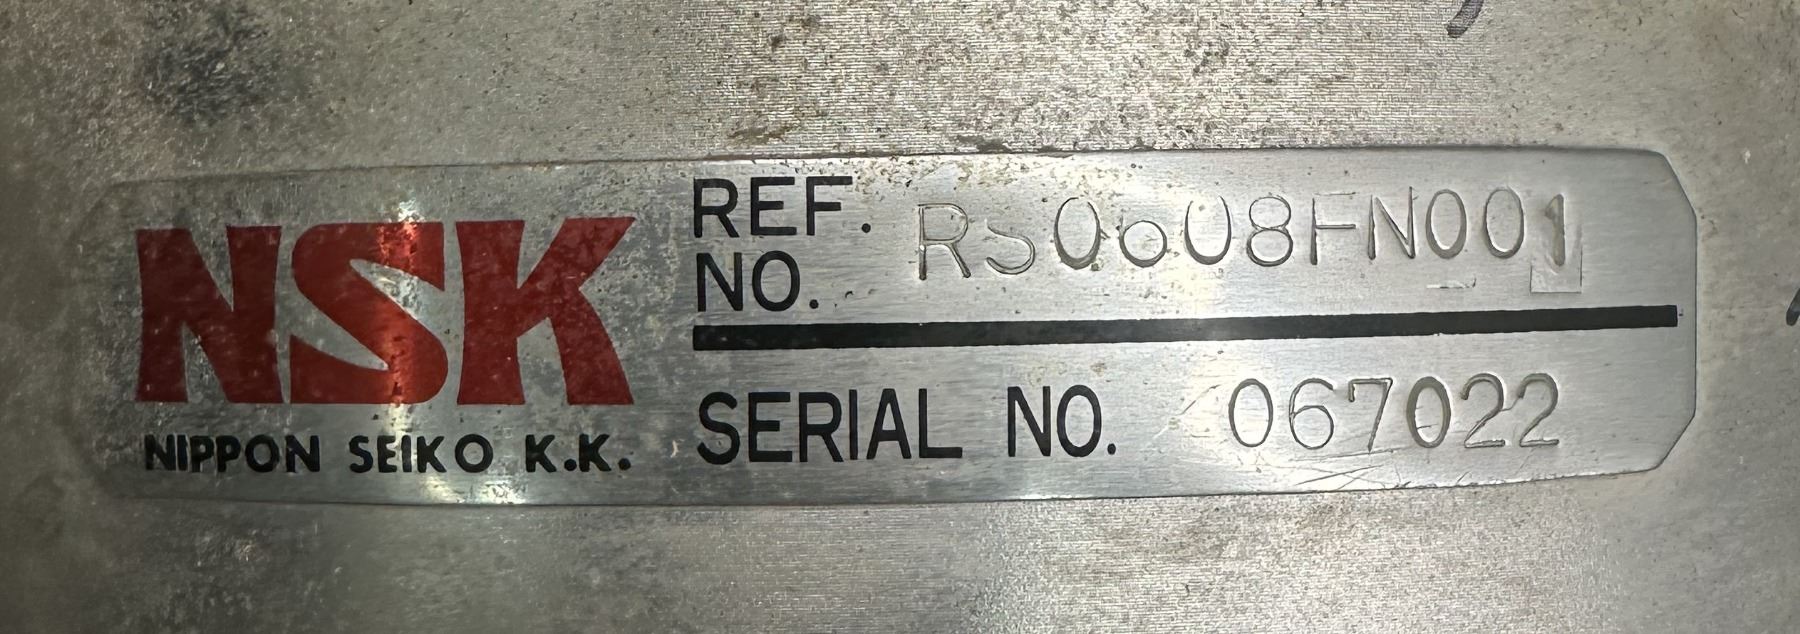 NSK
NIPPON SEIKO K.K.
REF. NO. RS0608FN001
SERIAL NO. 067022